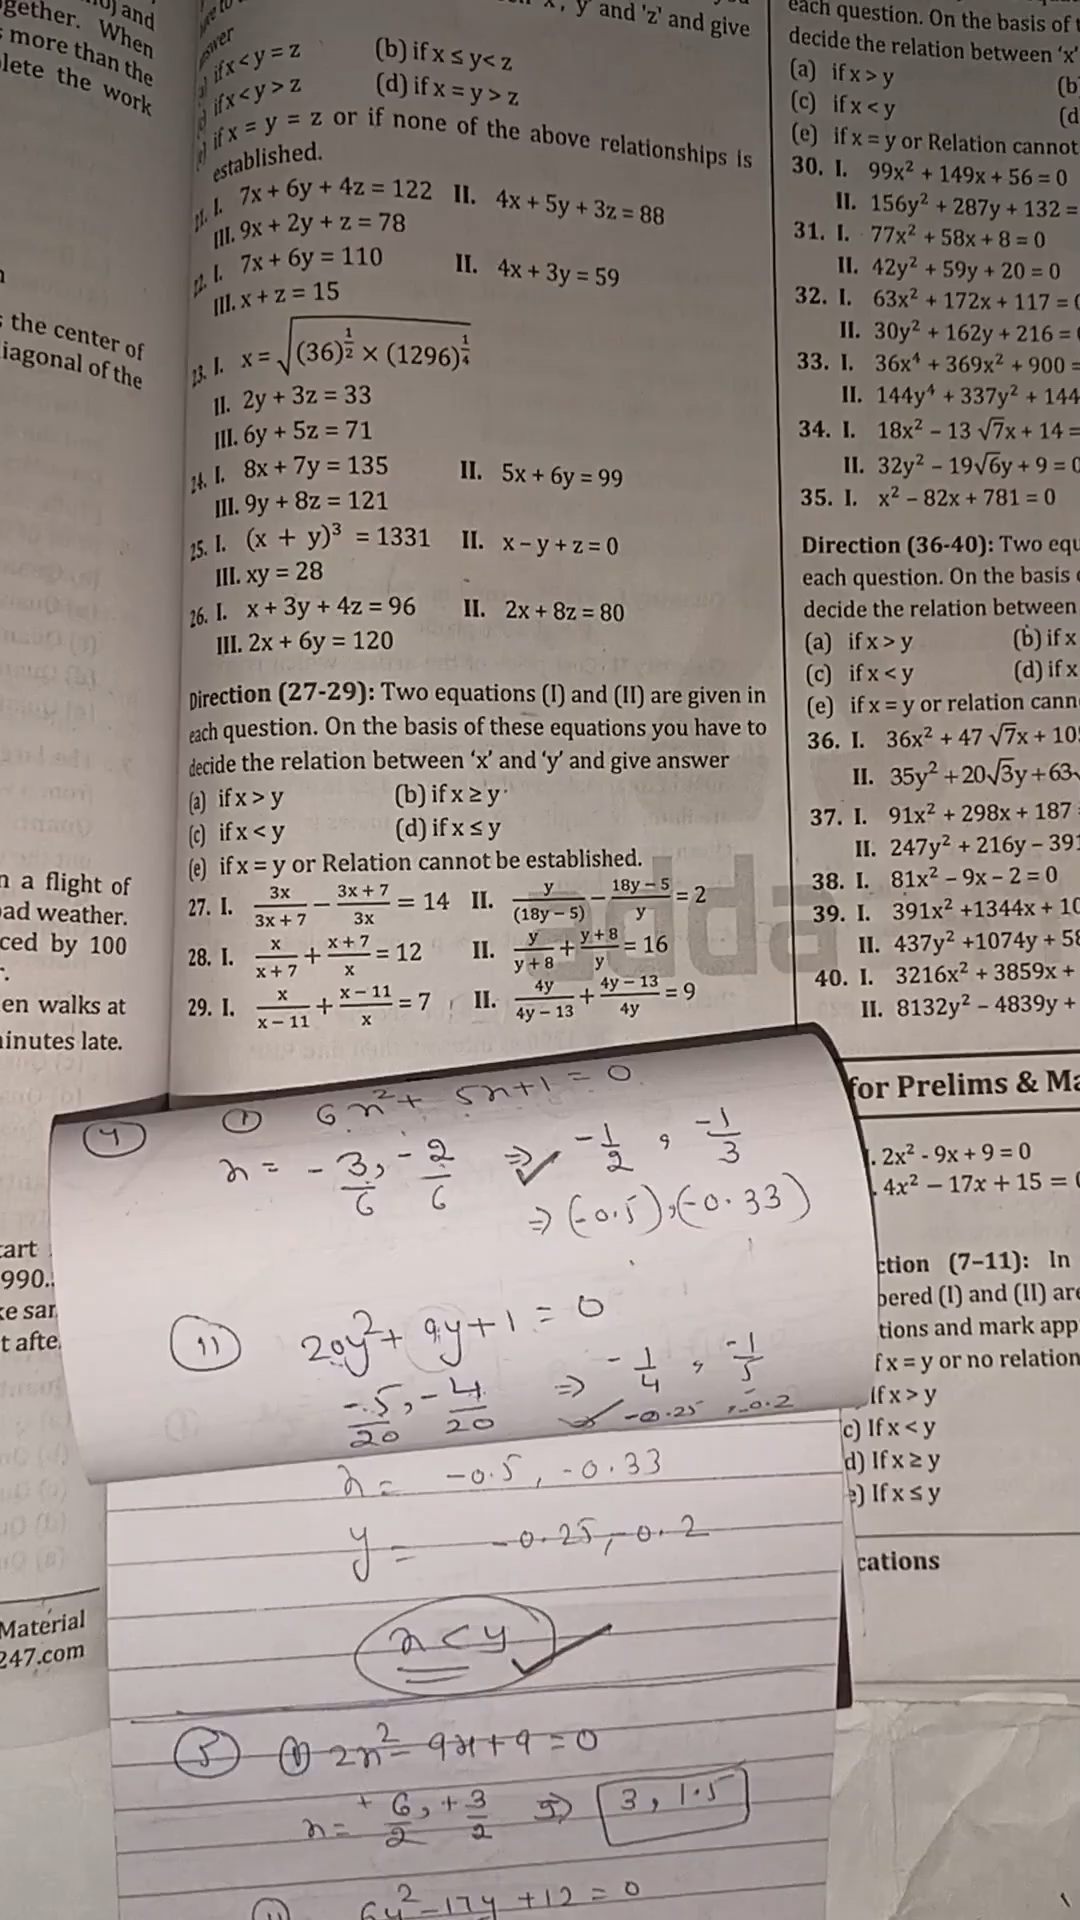 gether. When
more than the
lete the work
the center of
iagonal of the
n a flight of
ad weather.
ced by 100
en walks at
inutes late.
990.
Material
247.com
y and 'z' and give
if x < y = z (b) if x ≤ y < z
if x < y > z (d) if x = y > z
if x = y = z or if none of the above relationships is
established.
21. I. 7x + 6y + 4z = 122 II. 4x + 5y + 3z = 88
III. 9x + 2y + z = 78
22. I. 7x + 6y = 110 II. 4x + 3y = 59
III. x + z = 15
23. I. x = √((36)^(1/2) × (1296)^(1/4))
II. 2y + 3z = 33
III. 6y + 5z = 71
24. I. 8x + 7y = 135 II. 5x + 6y = 99
III. 9y + 8z = 121
25. I. (x + y)³ = 1331 II. x – y + z = 0
III. xy = 28
26. I. x + 3y + 4z = 96 II. 2x + 8z = 80
III. 2x + 6y = 120
Direction (27-29): Two equations (I) and (II) are given in
each question. On the basis of these equations you have to
decide the relation between 'x' and 'y' and give answer
(a) if x > y (b) if x ≥ y
(c) if x < y (d) if x ≤ y
(e) if x = y or Relation cannot be established.
27. I. 3x/(3x + 7) – (3x + 7)/3x = 14 II. y/(18y – 5) – (18y – 5)/y = 2
28. I. x/(x + 7) + (x + 7)/x = 12 II. y/(y + 8) + (y + 8)/y = 16
29. I. x/(x – 11) + (x – 11)/x = 7 II. 4y/(4y – 13) + (4y – 13)/4y = 9
adda
each question. On the basis of
decide the relation between 'x'
(a) if x > y (b
(c) if x < y (d
(e) if x = y or Relation cannot
30. I. 99x² + 149x + 56 = 0
II. 156y² + 287y + 132 =
31. I. 77x² + 58x + 8 = 0
II. 42y² + 59y + 20 = 0
32. I. 63x² + 172x + 117 =
II. 30y² + 162y + 216 =
33. I. 36x⁴ + 369x² + 900 =
II. 144y⁴ + 337y² + 144
34. I. 18x² – 13 √7x + 14 =
II. 32y² – 19√6y + 9 = 0
35. I. x² – 82x + 781 = 0
Direction (36-40): Two equ
each question. On the basis
decide the relation between
(a) if x > y (b) if x
(c) if x < y (d) if x
(e) if x = y or relation cann
36. I. 36x² + 47 √7x + 10
II. 35y² + 20√3y + 63
37. I. 91x² + 298x + 187
II. 247y² + 216y – 391
38. I. 81x² – 9x – 2 = 0
39. I. 391x² +1344x + 10
II. 437y² +1074y + 58
40. I. 3216x² + 3859x +
II. 8132y² – 4839y +
for Prelims & Ma
. 2x² - 9x + 9 = 0
. 4x² – 17x + 15 =
ction (7–11): In
bered (I) and (II) are
tions and mark app
f x = y or no relation
If x > y
c) If x < y
d) If x ≥ y
e) If x ≤ y
cations
4 I 6x² + 5x + 1 = 0
x = -3/6, -2/6 ⇒ -1/2, -1/3
⇒ (-0.5), (-0.33)
11 20y² + 9y + 1 = 0
-5/20, -4/20 ⇒ -1/4, -1/5
-0.25, -0.2
x = -0.5, -0.33
y = -0.25, -0.2
x < y
5 I 2x² - 9x + 9 = 0
x = +6/2, +3/2 ⇒ 3, 1.5
11 6y² - 17y + 12 = 0